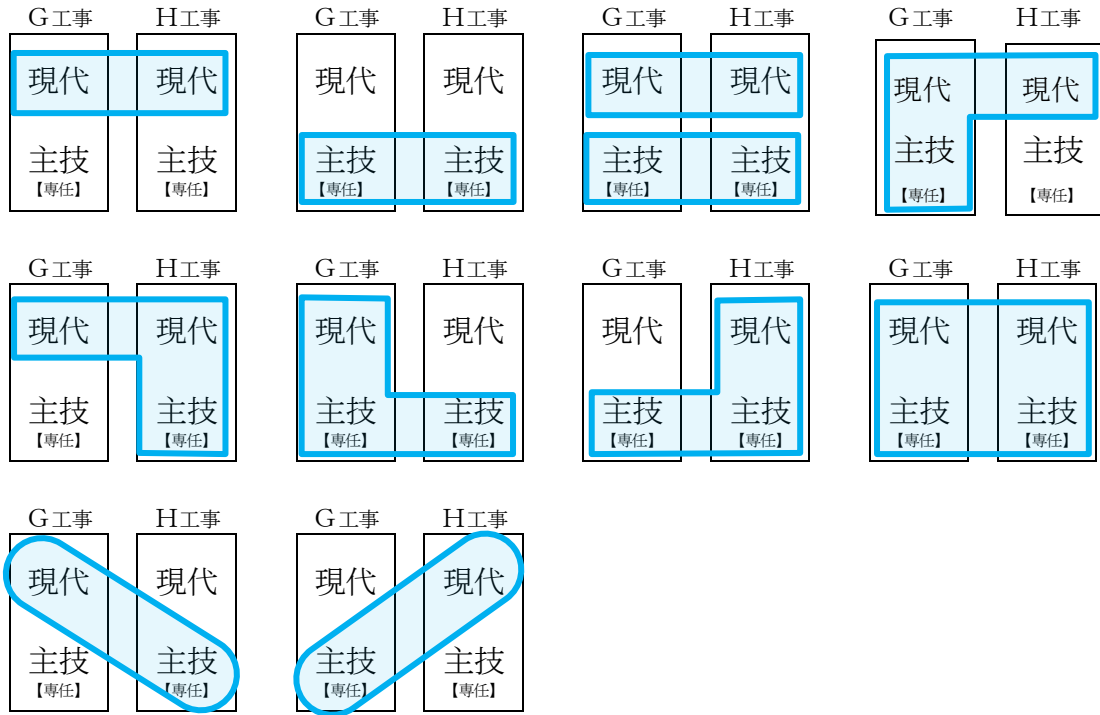 G工事 H工事 G工事 H工事 G工事 H工事 G工事 H工事
現代 現代 現代 現代 現代 現代 現代 現代
主技 主技 主技 主技 主技 主技 主技 主技
【専任】 【専任】 【専任】 【専任】 【専任】 【専任】 【専任】 【専任】
G工事 H工事 G工事 H工事 G工事 H工事 G工事 H工事
現代 現代 現代 現代 現代 現代 現代 現代
主技 主技 主技 主技 主技 主技 主技 主技
【専任】 【専任】 【専任】 【専任】 【専任】 【専任】 【専任】 【専任】
G工事 H工事 G工事 H工事
現代 現代 現代 現代
主技 主技 主技 主技
【専任】 【専任】 【専任】 【専任】